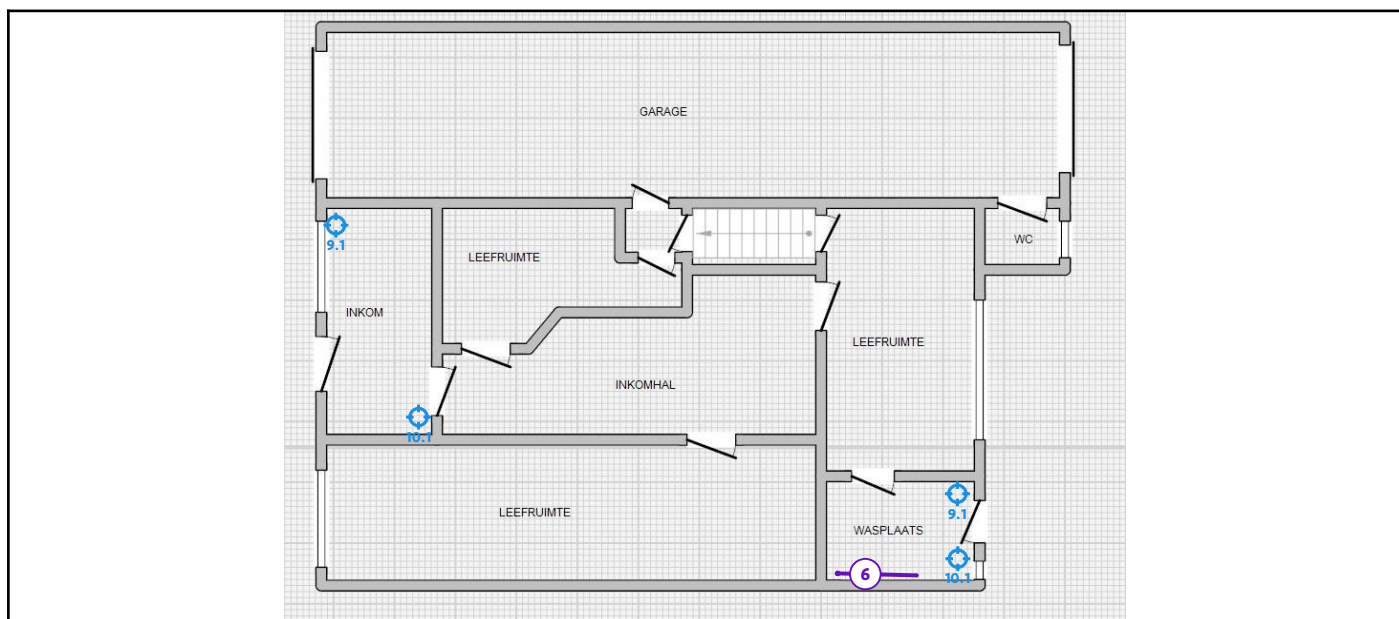 GARAGE
9.1
LEEFRUIMTE
WC
INKOM
LEEFRUIMTE
INKOMHAL
10.1
LEEFRUIMTE
9.1
WASPLAATS
10.1
6